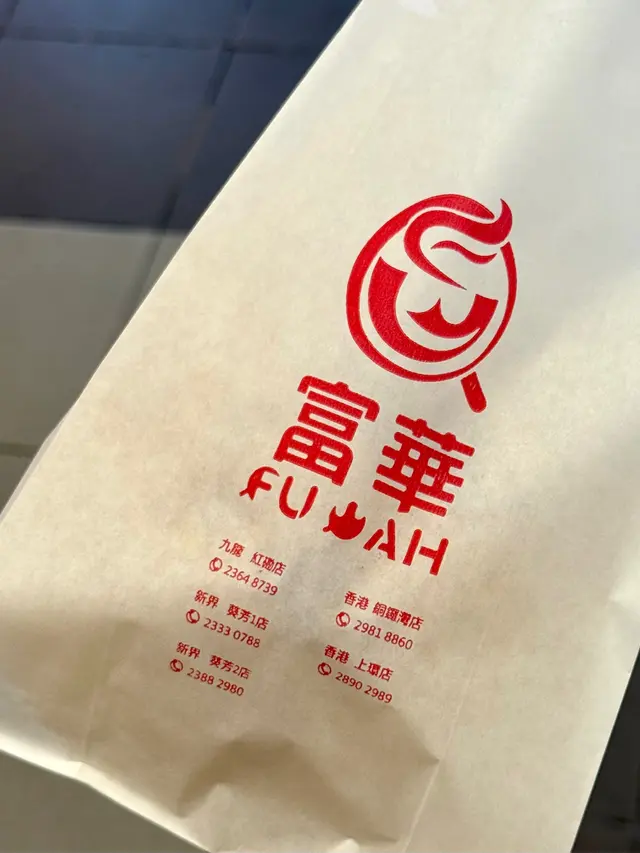 富華
FU WAH
九龍 紅磡店
2364 8739
新界 葵芳1店
2333 0788
新界 葵芳2店
2388 2980
香港 銅鑼灣店
2981 8860
香港 上環店
2890 2989